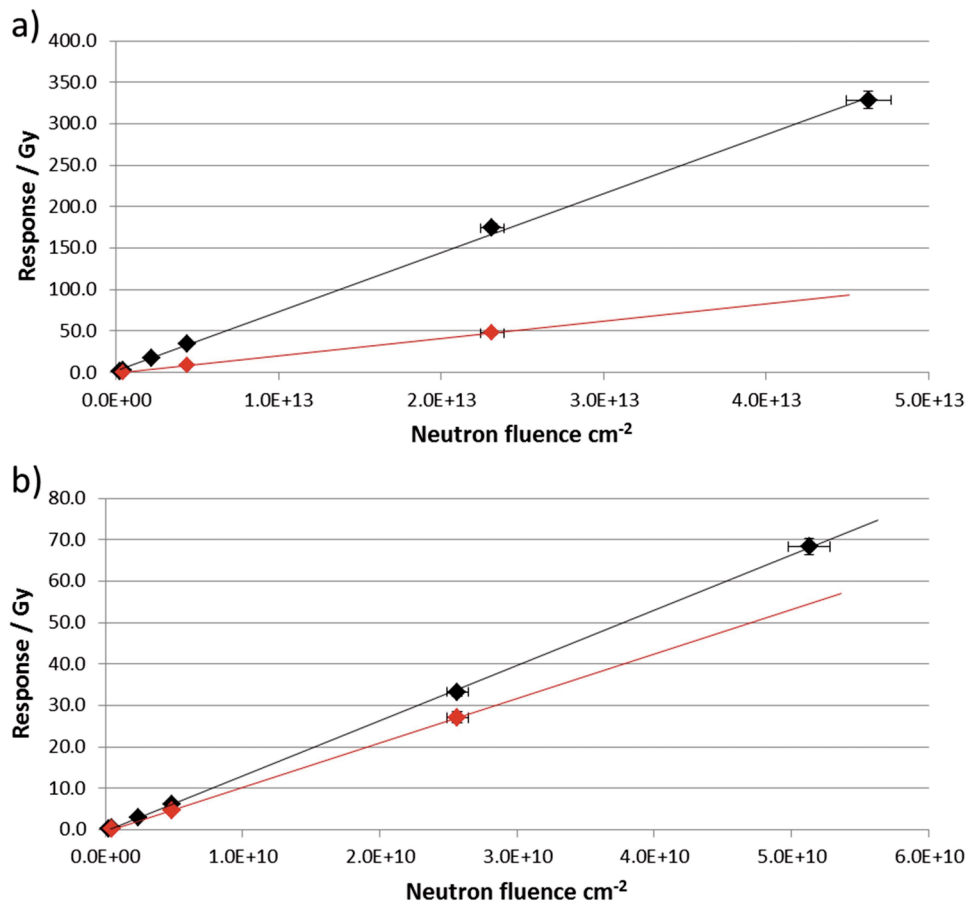 a)
400.0
350.0
300.0
250.0
200.0
150.0
100.0
50.0
0.0
Response / Gy
0.0E+00 1.0E+13 2.0E+13 3.0E+13 4.0E+13 5.0E+13
Neutron fluence cm⁻²
b)
80.0
70.0
60.0
50.0
40.0
30.0
20.0
10.0
0.0
Response / Gy
0.0E+00 1.0E+10 2.0E+10 3.0E+10 4.0E+10 5.0E+10 6.0E+10
Neutron fluence cm⁻²